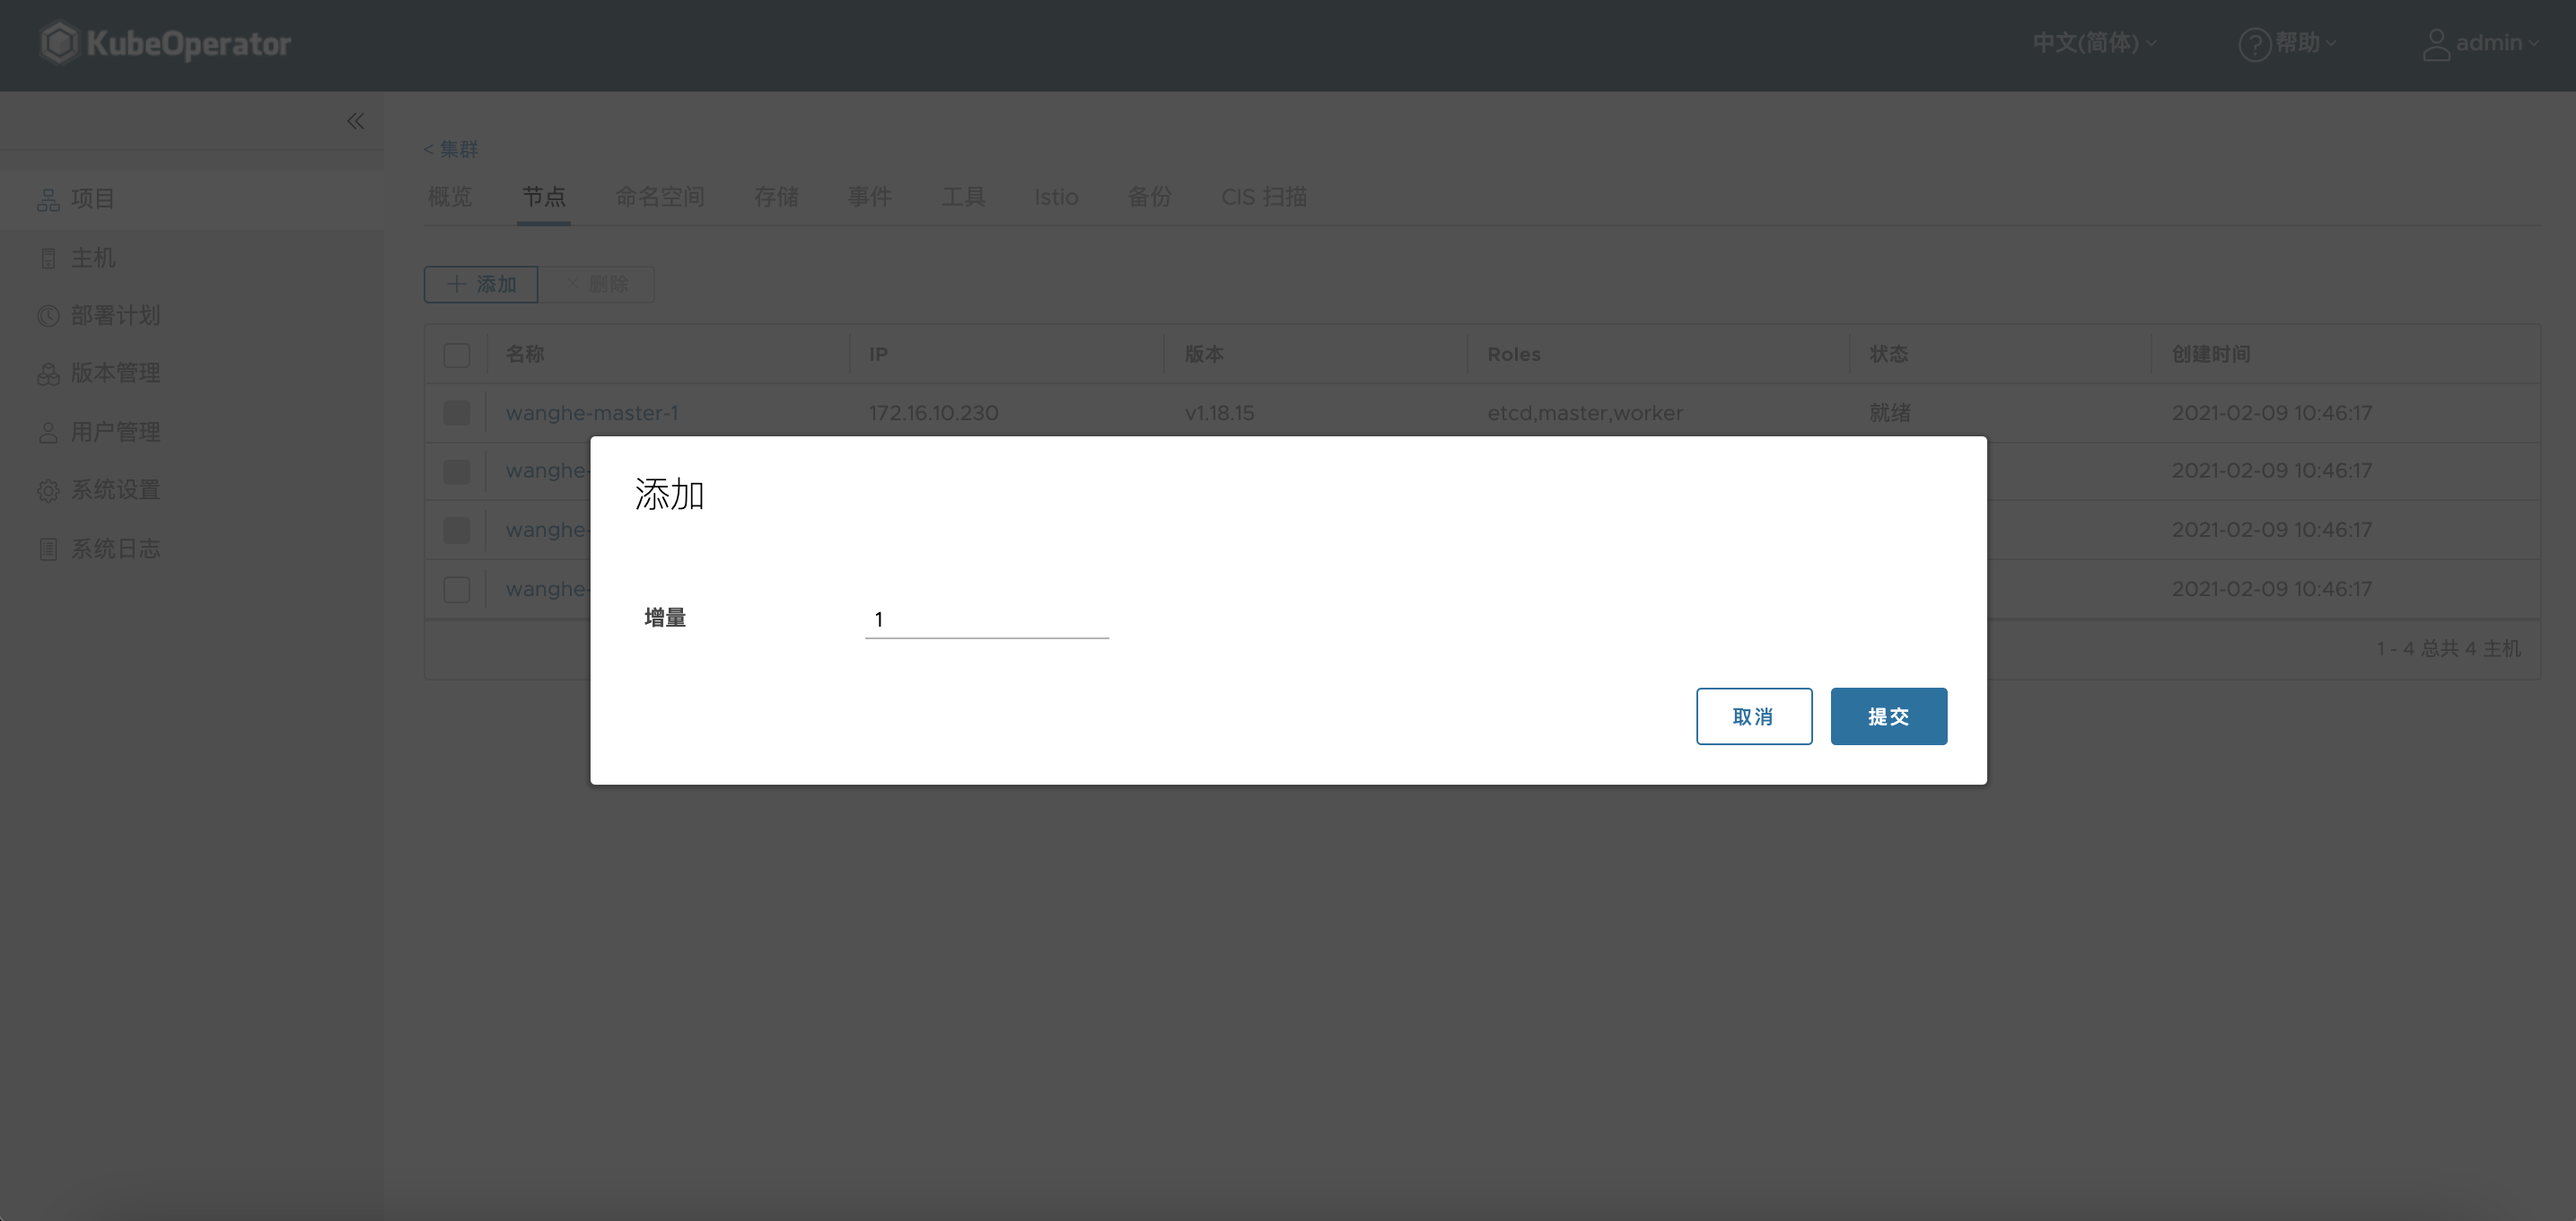 KubeOperator 中文(简体) 帮助 admin
< 集群
概览 节点 命名空间 存储 事件 工具 Istio 备份 CIS 扫描
项目
主机
部署计划
版本管理
用户管理
系统设置
系统日志
+ 添加 × 删除
名称 IP 版本 Roles 状态 创建时间
wanghe-master-1 172.16.10.230 v1.18.15 etcd,master,worker 就绪 2021-02-09 10:46:17
wanghe- 2021-02-09 10:46:17
wanghe- 2021-02-09 10:46:17
wanghe- 2021-02-09 10:46:17
1 - 4 总共 4 主机
添加
增量 1
取消 提交